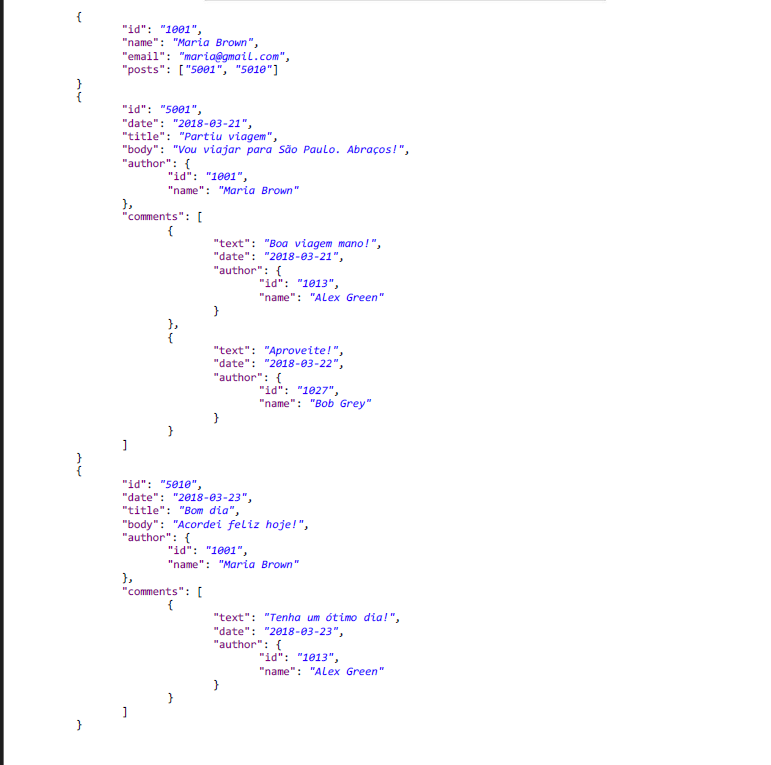 {
"id": "1001",
"name": "Maria Brown",
"email": "maria@gmail.com",
"posts": ["5001", "5010"]
}
{
"id": "5001",
"date": "2018-03-21",
"title": "Partiu viagem",
"body": "Vou viajar para São Paulo. Abraços!",
"author": {
"id": "1001",
"name": "Maria Brown"
},
"comments": [
{
"text": "Boa viagem mano!",
"date": "2018-03-21",
"author": {
"id": "1013",
"name": "Alex Green"
}
},
{
"text": "Aproveite!",
"date": "2018-03-22",
"author": {
"id": "1027",
"name": "Bob Grey"
}
}
]
}
{
"id": "5010",
"date": "2018-03-23",
"title": "Bom dia",
"body": "Acordei feliz hoje!",
"author": {
"id": "1001",
"name": "Maria Brown"
},
"comments": [
{
"text": "Tenha um ótimo dia!",
"date": "2018-03-23",
"author": {
"id": "1013",
"name": "Alex Green"
}
}
]
}